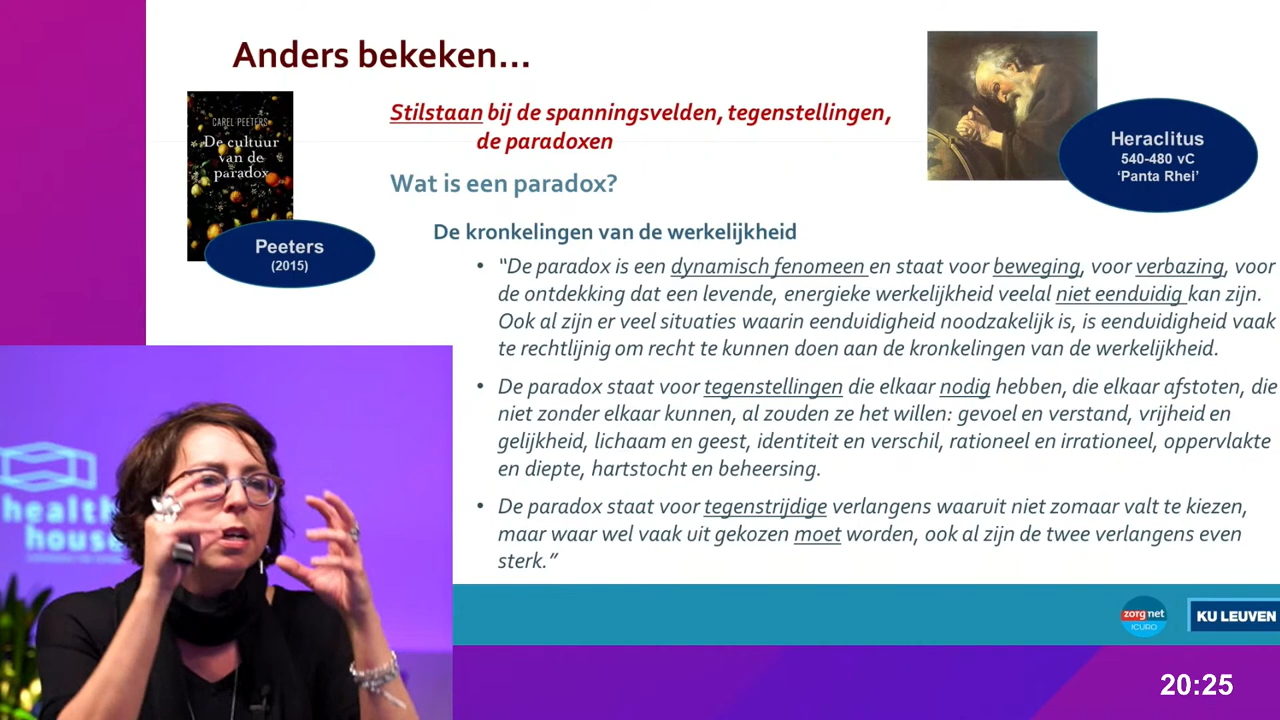 Anders bekeken...
CAREL PEETERS
De cultuur
van de
paradox
Peeters
(2015)
Stilstaan bij de spanningsvelden, tegenstellingen,
de paradoxen
Heraclitus
540-480 vC
‘Panta Rhei’
Wat is een paradox?
De kronkelingen van de werkelijkheid
• “De paradox is een dynamisch fenomeen en staat voor beweging, voor verbazing, voor
de ontdekking dat een levende, energieke werkelijkheid veelal niet eenduidig kan zijn.
Ook al zijn er veel situaties waarin eenduidigheid noodzakelijk is, is eenduidigheid vaak
te rechtlijnig om recht te kunnen doen aan de kronkelingen van de werkelijkheid.
• De paradox staat voor tegenstellingen die elkaar nodig hebben, die elkaar afstoten, die
niet zonder elkaar kunnen, al zouden ze het willen: gevoel en verstand, vrijheid en
gelijkheid, lichaam en geest, identiteit en verschil, rationeel en irrationeel, oppervlakte
en diepte, hartstocht en beheersing.
• De paradox staat voor tegenstrijdige verlangens waaruit niet zomaar valt te kiezen,
maar waar wel vaak uit gekozen moet worden, ook al zijn de twee verlangens even
sterk.”
health
house
zorgnet
ICURO
KU LEUVEN
20:25